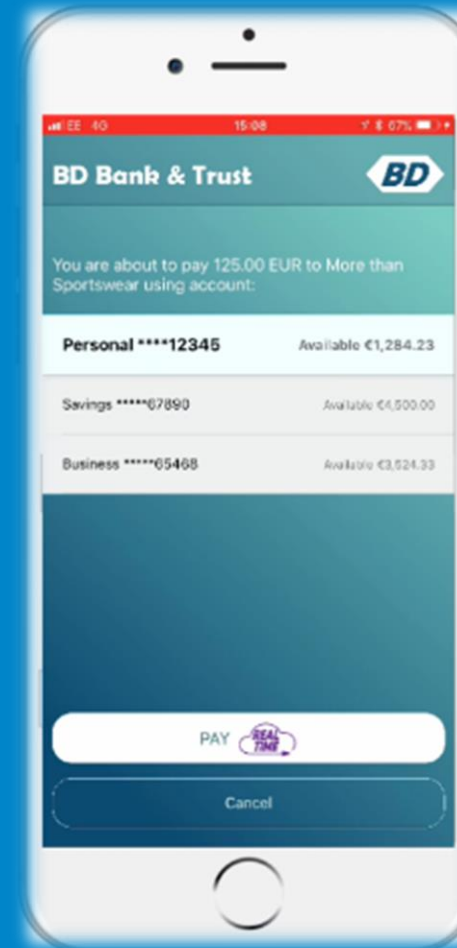 EE 4G 15:08 67%
BD Bank & Trust BD
You are about to pay 125.00 EUR to More than
Sportswear using account:
Personal ****12345 Available €1,284.23
Savings *****67890 Available €4,500.00
Business *****65468 Available €3,524.33
PAY REAL
TIME
Cancel